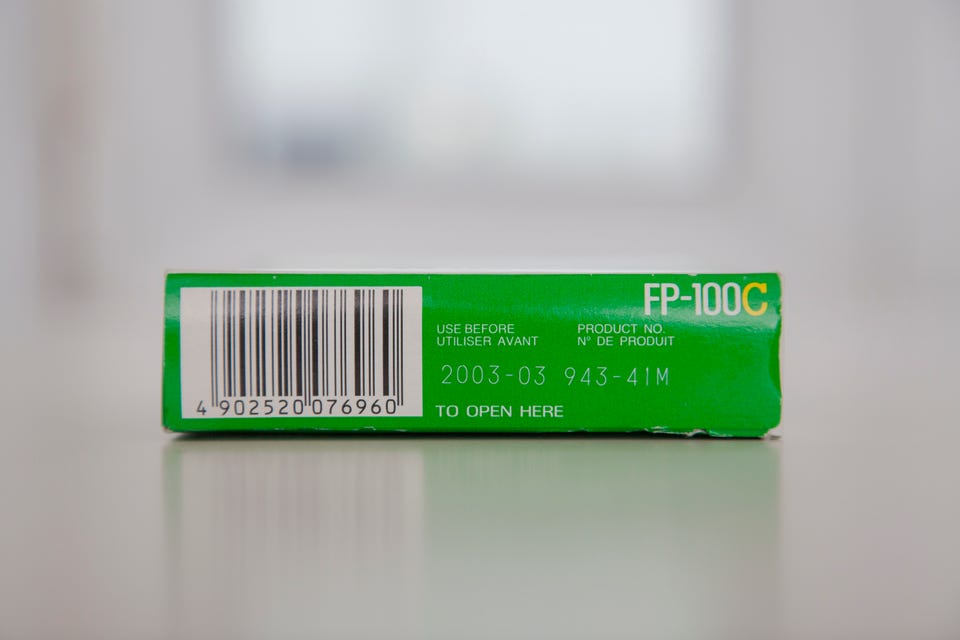 FP-100C
USE BEFORE PRODUCT NO.
UTILISER AVANT N° DE PRODUIT
2003-03 943-41M
TO OPEN HERE
4 902520 076960